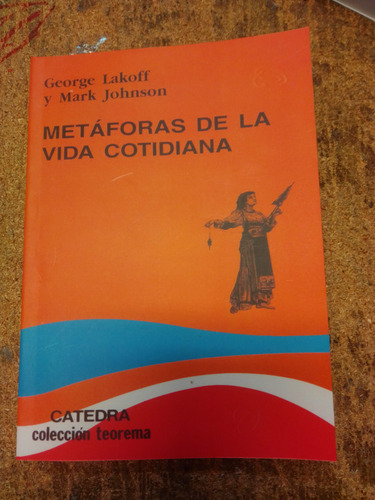 George Lakoff
y Mark Johnson
METÁFORAS DE LA
VIDA COTIDIANA
CATEDRA
colección teorema